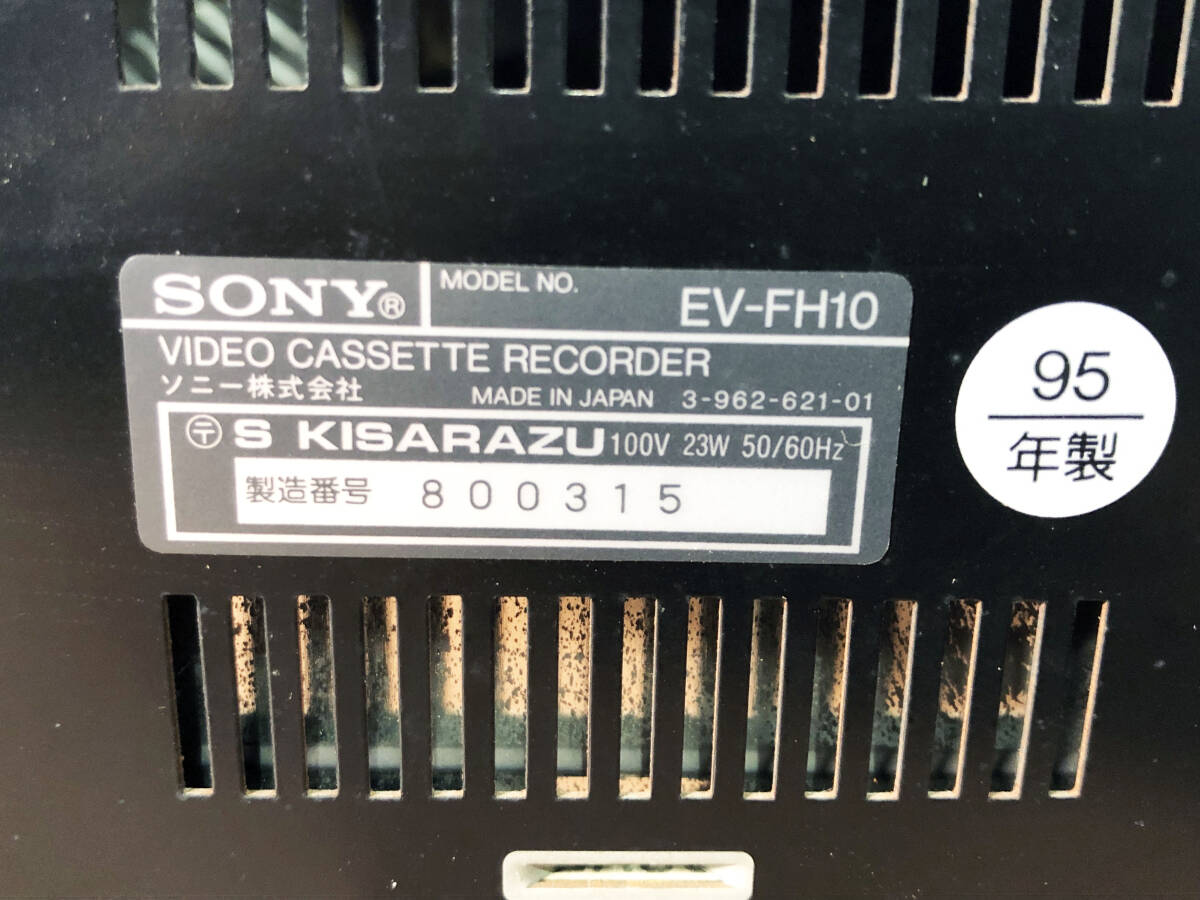 SONY® MODEL NO. EV-FH10
VIDEO CASSETTE RECORDER
ソニー株式会社 MADE IN JAPAN 3-962-621-01
〶 S KISARAZU 100V 23W 50/60Hz
製造番号 800315
95
年製